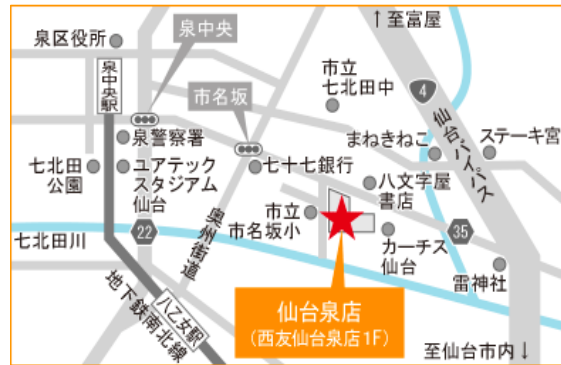 ↑至富屋
泉区役所
泉中央
泉中央駅
市名坂
市立
七北田中
4
仙台バイパス
まねきねこ
ステーキ宮
泉警察署
七北田
公園
ユアテック
スタジアム
仙台
七十七銀行
八文字屋
書店
奥州街道
市立
市名坂小
22
35
カーチス
仙台
七北田川
雷神社
地下鉄南北線
八乙女駅
仙台泉店
(西友仙台泉店1F)
至仙台市内↓